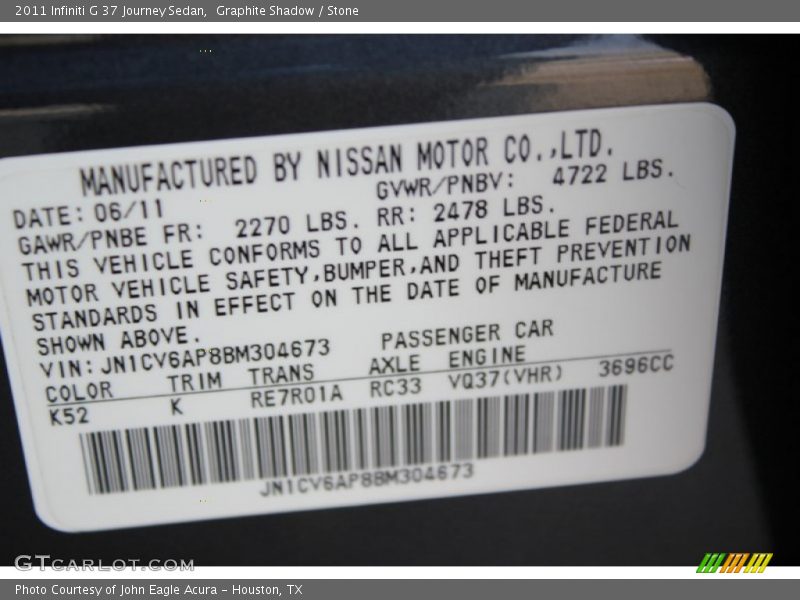 2011 Infiniti G 37 Journey Sedan,  Graphite Shadow / Stone
MANUFACTURED BY NISSAN MOTOR CO.,LTD.
DATE: 06/11 GVWR/PNBV: 4722 LBS.
GAWR/PNBE FR: 2270 LBS. RR: 2478 LBS.
THIS VEHICLE CONFORMS TO ALL APPLICABLE FEDERAL
MOTOR VEHICLE SAFETY,BUMPER,AND THEFT PREVENTION
STANDARDS IN EFFECT ON THE DATE OF MANUFACTURE
SHOWN ABOVE.
VIN: JN1CV6AP8BM304673 PASSENGER CAR
COLOR TRIM TRANS AXLE ENGINE
K52 K RE7R01A RC33 VQ37(VHR) 3696CC
JN1CV6AP8BM304673
GTCARLOT.COM
Photo Courtesy of John Eagle Acura - Houston, TX